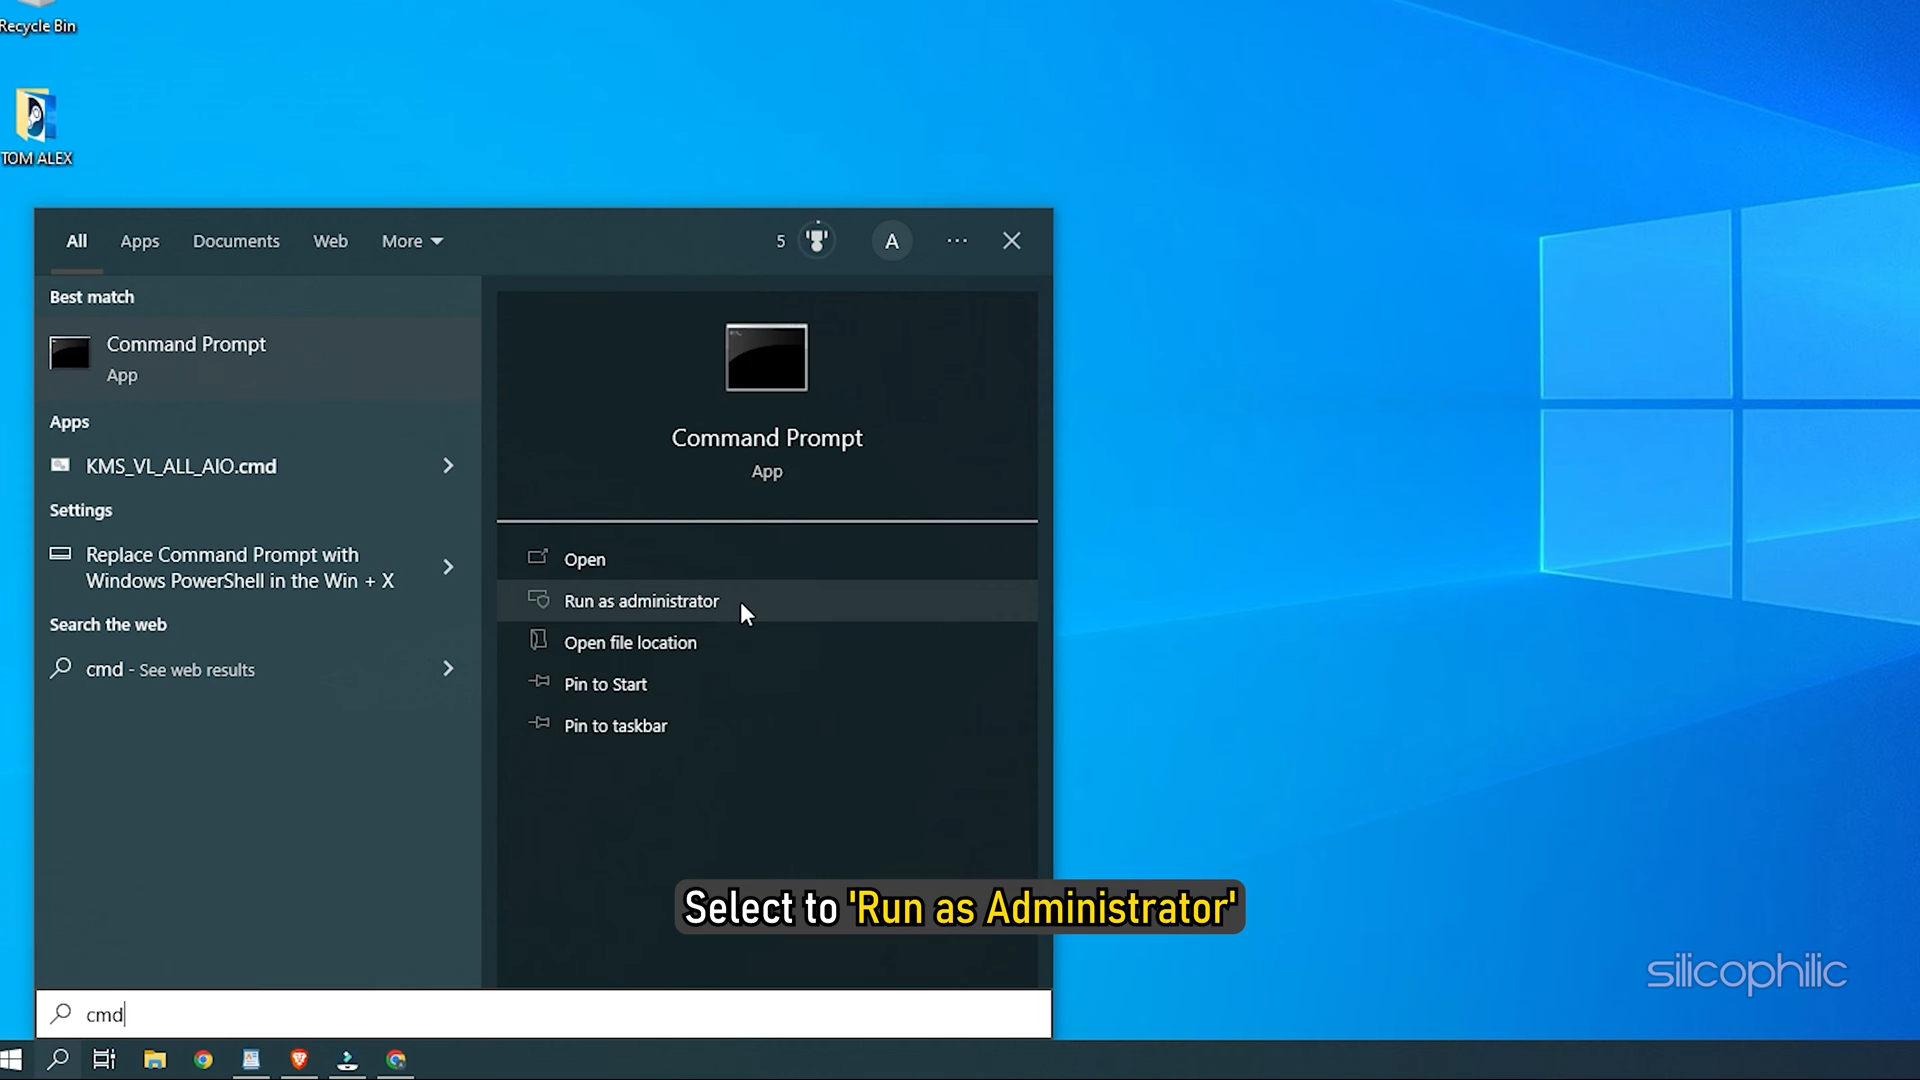 Recycle Bin
TOM ALEX
All
Apps
Documents
Web
More
5
A
Best match
Command Prompt
App
Apps
KMS_VL_ALL_AIO.cmd
Settings
Replace Command Prompt with
Windows PowerShell in the Win + X
Search the web
cmd - See web results
Command Prompt
App
Open
Run as administrator
Open file location
Pin to Start
Pin to taskbar
Select to 'Run as Administrator'
silicophilic
cmd